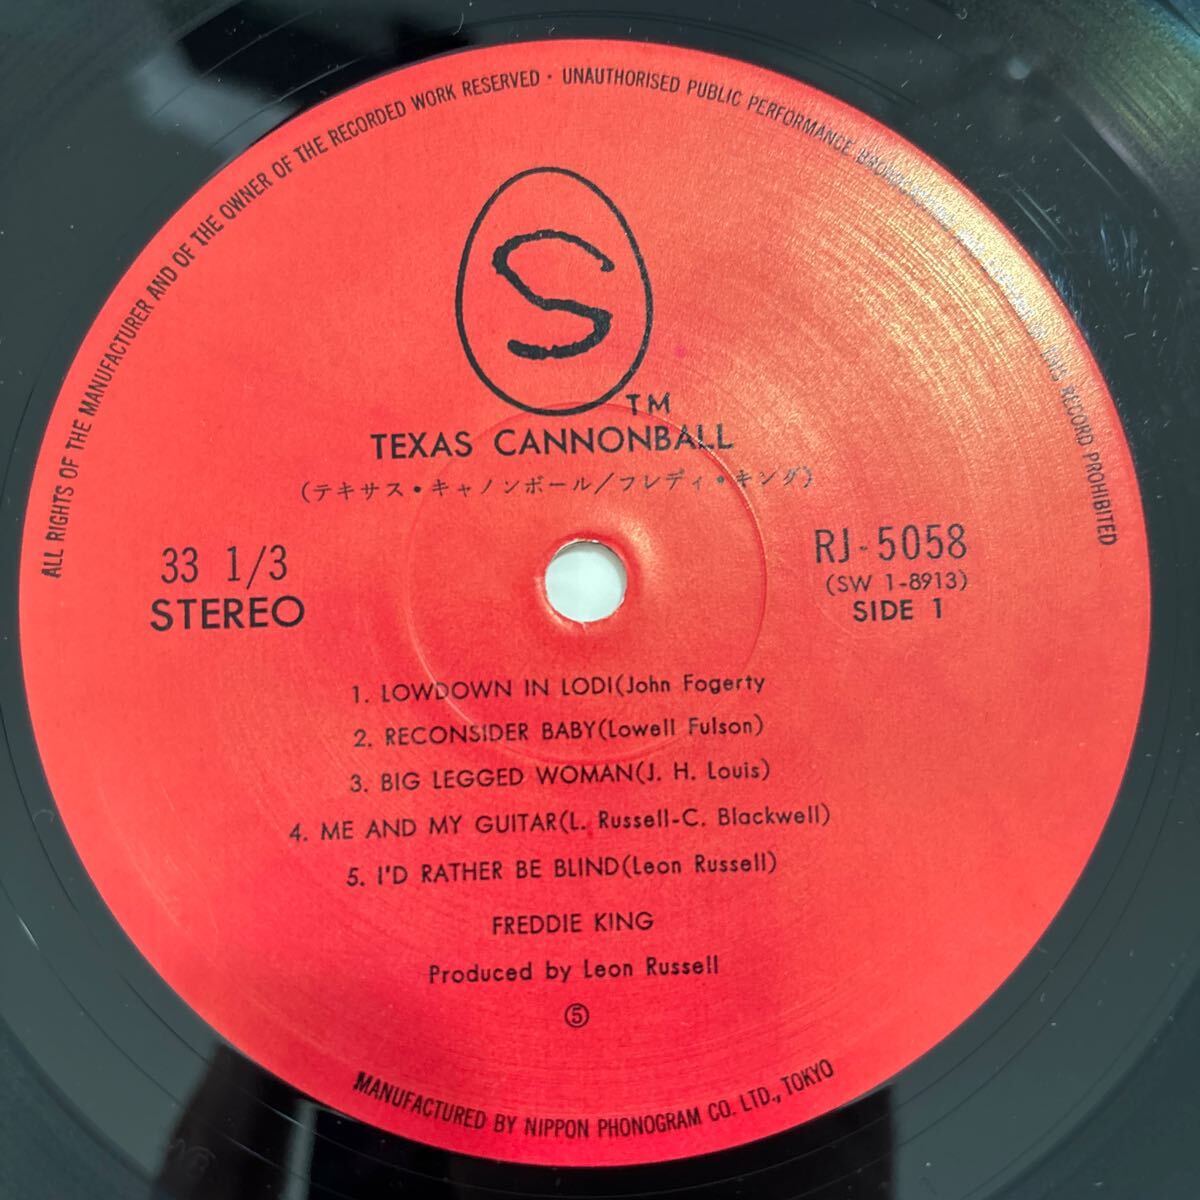 ALL RIGHTS OF THE MANUFACTURER AND OF THE OWNER OF THE RECORDED WORK RESERVED · UNAUTHORISED PUBLIC PERFORMANCE THIS RECORD PROHIBITED
S
TM
TEXAS CANNONBALL
(テキサス・キャノンボール/フレディ・キング)
33 1/3
STEREO
RJ-5058
(SW 1-8913)
SIDE 1
1. LOWDOWN IN LODI(John Fogerty
2. RECONSIDER BABY(Lowell Fulson)
3. BIG LEGGED WOMAN(J. H. Louis)
4. ME AND MY GUITAR(L. Russell-C. Blackwell)
5. I'D RATHER BE BLIND(Leon Russell)
FREDDIE KING
Produced by Leon Russell
⑤
MANUFACTURED BY NIPPON PHONOGRAM CO. LTD., TOKYO